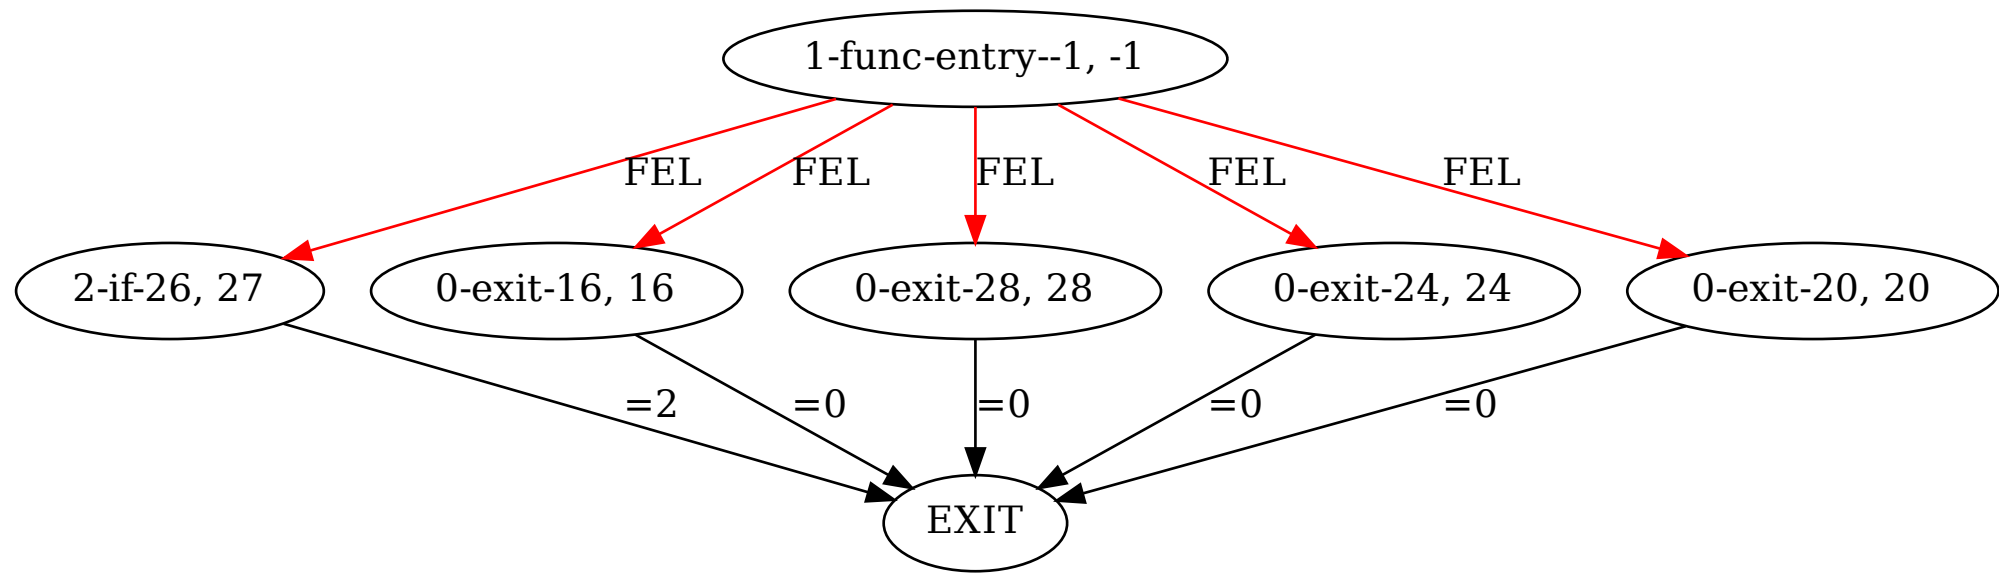 1-func-entry--1, -1
FEL FEL FEL FEL FEL
2-if-26, 27 0-exit-16, 16 0-exit-28, 28 0-exit-24, 24 0-exit-20, 20
=2 =0 =0 =0 =0
EXIT